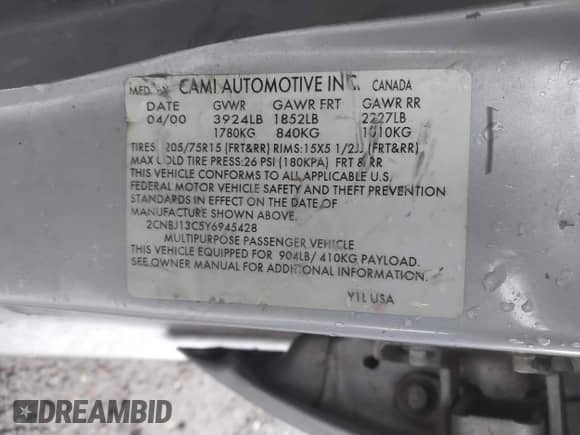 MFD. BY CAMI AUTOMOTIVE INC. CANADA
DATE GVWR GAWR FRT GAWR RR
04/00 3924LB 1852LB 2227LB
1780KG 840KG 1010KG
TIRES 205/75R15 (FRT&RR) RIMS:15X5 1/2JJ (FRT&RR)
MAX COLD TIRE PRESS:26 PSI (180KPA) FRT & RR
THIS VEHICLE CONFORMS TO ALL APPLICABLE U.S.
FEDERAL MOTOR VEHICLE SAFETY AND THEFT PREVENTION
STANDARDS IN EFFECT ON THE DATE OF
MANUFACTURE SHOWN ABOVE.
2CNBJ13C5Y6945428
MULTIPURPOSE PASSENGER VEHICLE
THIS VEHICLE EQUIPPED FOR 904LB/ 410KG PAYLOAD.
SEE OWNER MANUAL FOR ADDITIONAL INFORMATION.
Y1L USA
DREAMBID